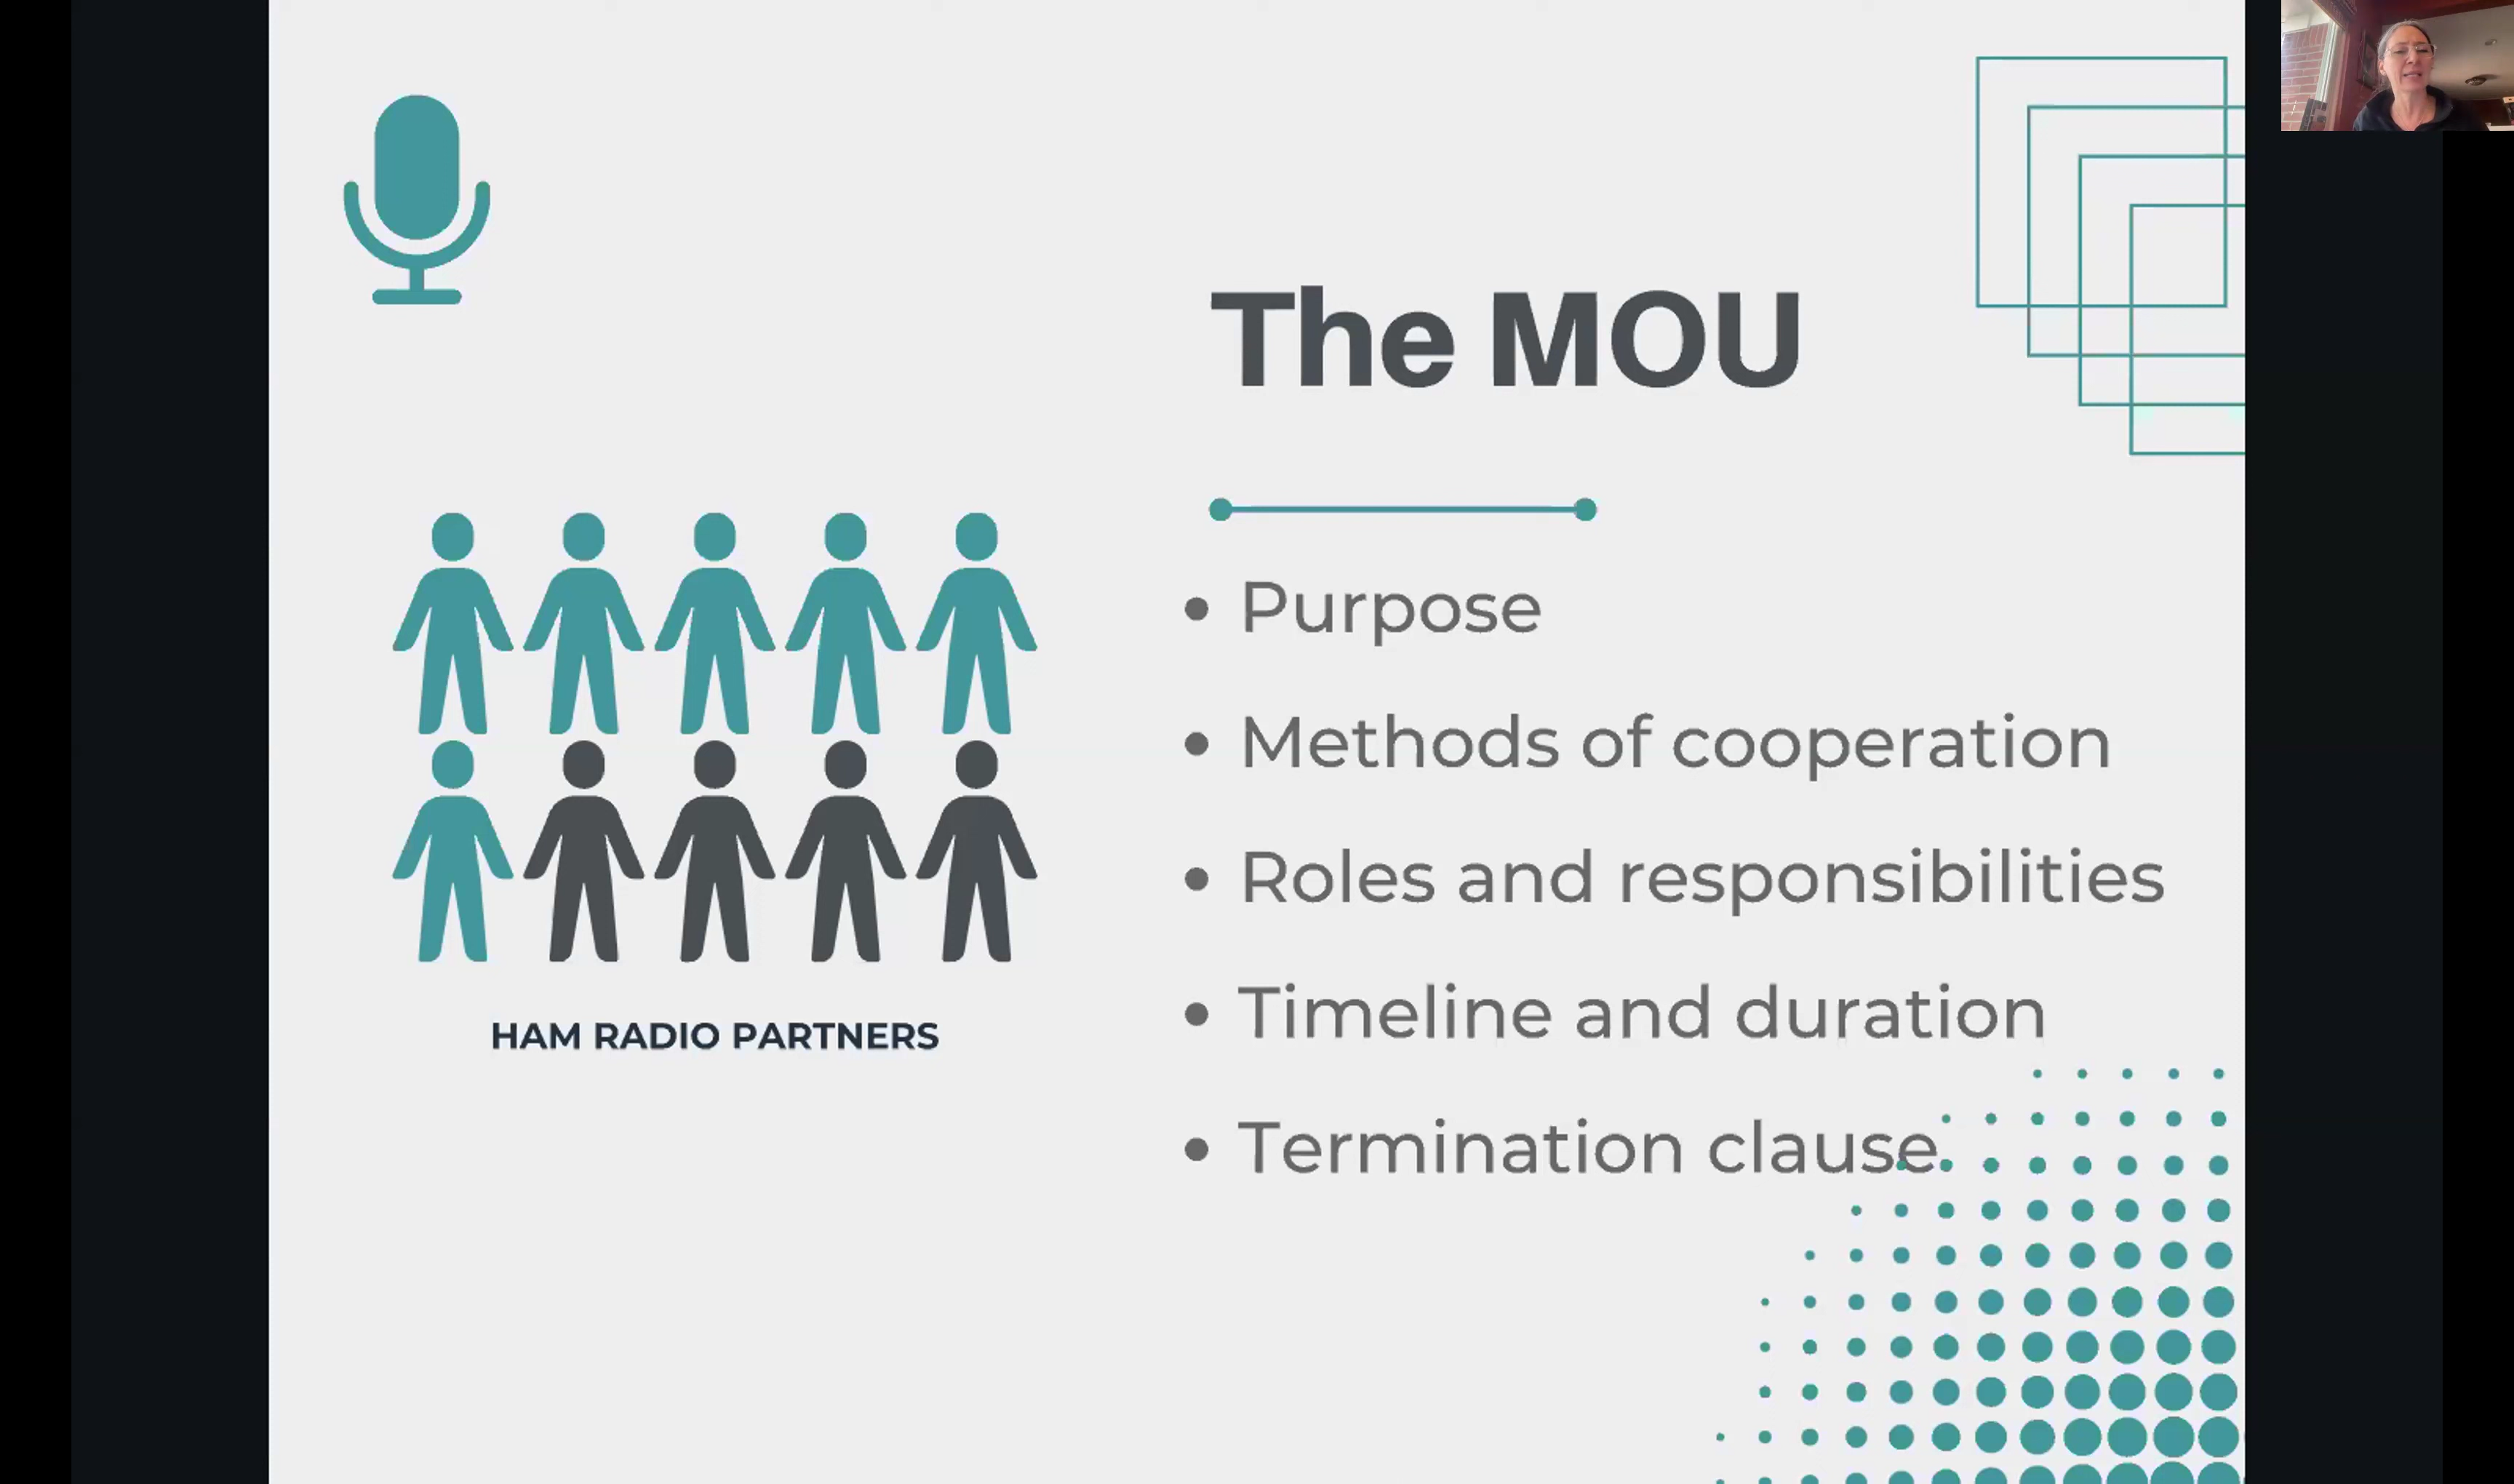 The MOU
• Purpose
• Methods of cooperation
• Roles and responsibilities
• Timeline and duration
• Termination clause
HAM RADIO PARTNERS